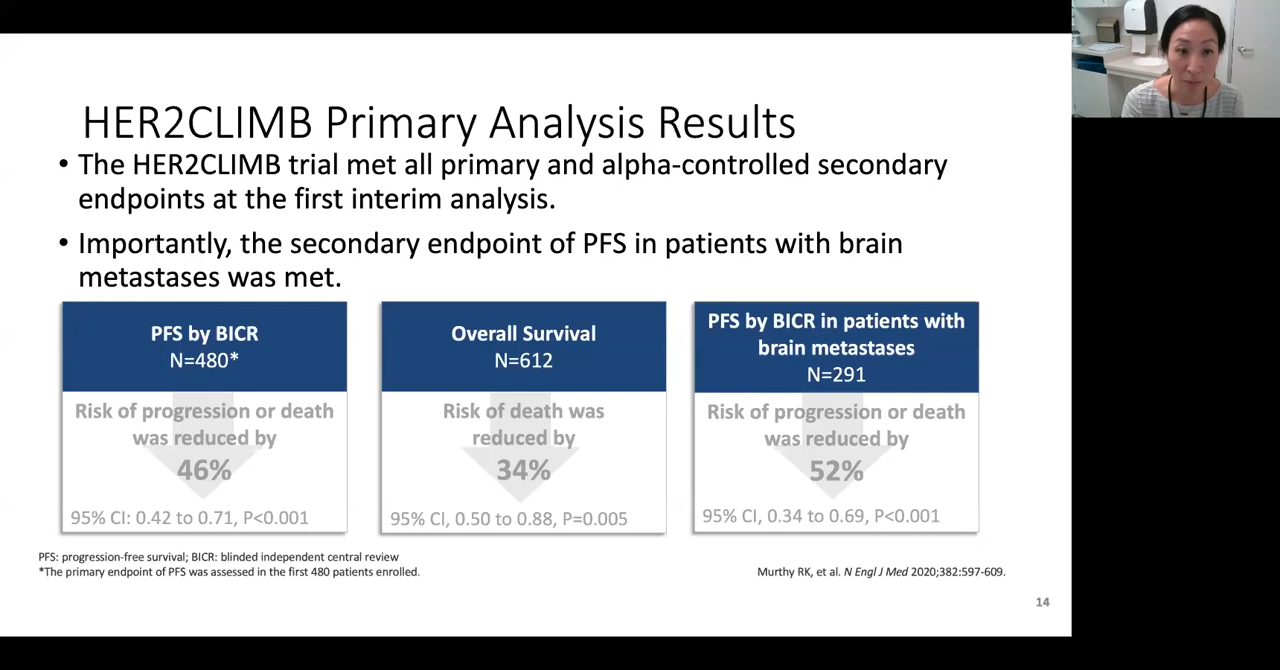 HER2CLIMB Primary Analysis Results
• The HER2CLIMB trial met all primary and alpha-controlled secondary
endpoints at the first interim analysis.
• Importantly, the secondary endpoint of PFS in patients with brain
metastases was met.
PFS by BICR
N=480*
Risk of progression or death
was reduced by
46%
95% CI: 0.42 to 0.71, P<0.001
Overall Survival
N=612
Risk of death was
reduced by
34%
95% CI, 0.50 to 0.88, P=0.005
PFS by BICR in patients with
brain metastases
N=291
Risk of progression or death
was reduced by
52%
95% CI, 0.34 to 0.69, P<0.001
PFS: progression-free survival; BICR: blinded independent central review
*The primary endpoint of PFS was assessed in the first 480 patients enrolled.
Murthy RK, et al. N Engl J Med 2020;382:597-609.
14